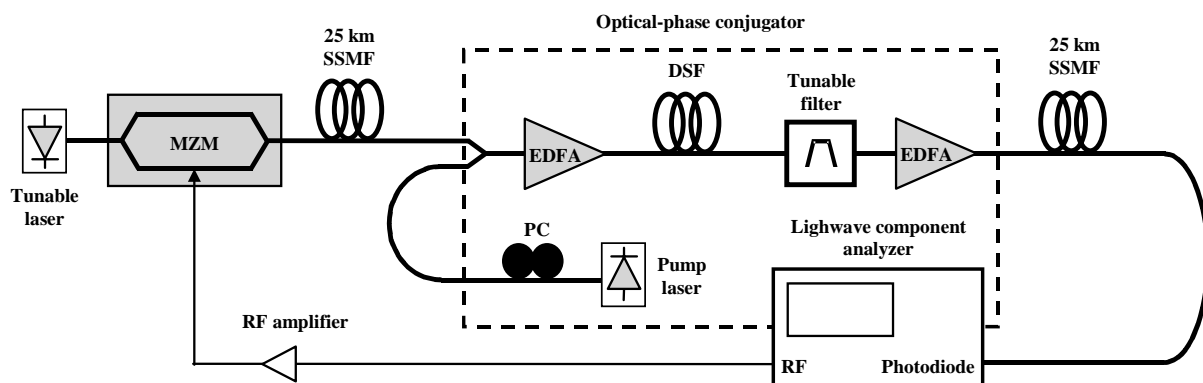 Optical-phase conjugator
25 km
SSMF
25 km
SSMF
DSF
Tunable
filter
MZM
EDFA
EDFA
Tunable
laser
PC
Pump
laser
Lighwave component
analyzer
RF amplifier
RF
Photodiode